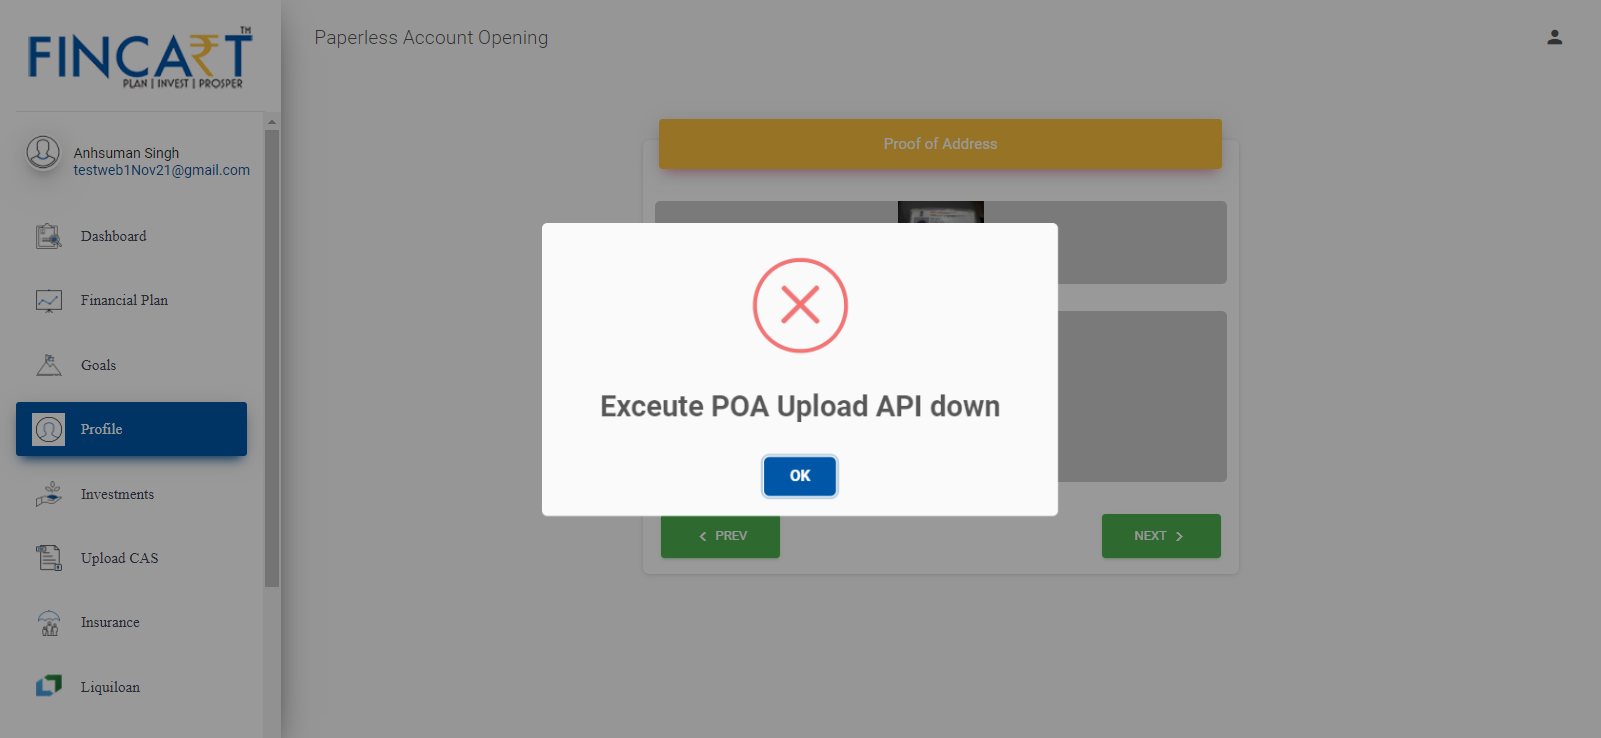 FINCA₹T™
PLAN | INVEST | PROSPER
Paperless Account Opening
Anhsuman Singh
testweb1Nov21@gmail.com
Dashboard
Financial Plan
Goals
Profile
Investments
Upload CAS
Insurance
Liquiloan
Proof of Address
Exceute POA Upload API down
OK
PREV
NEXT